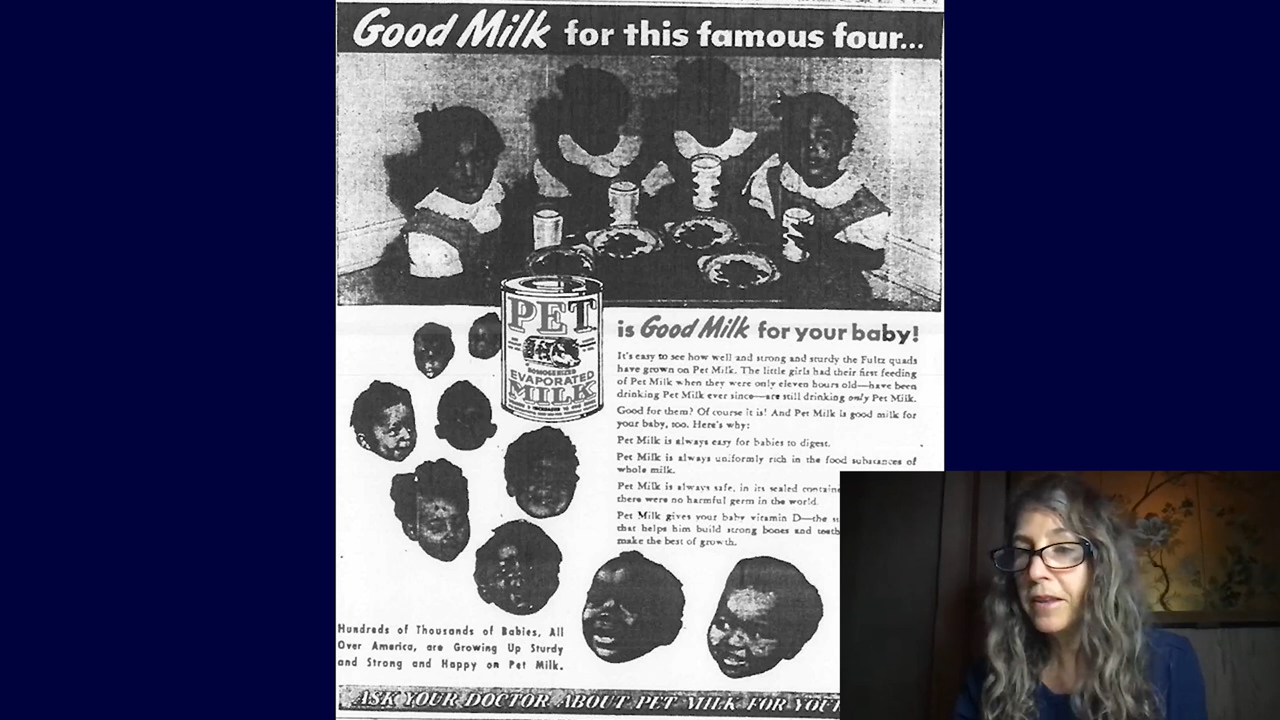 Good Milk for this famous four...
PET
HOMOGENIZED
EVAPORATED
MILK
is Good Milk for your baby!
It's easy to see how well and strong and sturdy the Fultz quads
have grown on Pet Milk. The little girls had their first feeding
of Pet Milk when they were only eleven hours old—have been
drinking Pet Milk ever since—are still drinking only Pet Milk.
Good for them? Of course it is! And Pet Milk is good milk for
your baby, too. Here's why:
Pet Milk is always easy for babies to digest.
Pet Milk is always uniformly rich in the food substances of
whole milk.
Pet Milk is always safe, in its sealed
there were no harmful germ in the world.
Pet Milk gives your baby vitamin D—the
that helps him build strong bones and teeth
make the best of growth.
Hundreds of Thousands of Babies, All
Over America, are Growing Up Sturdy
and Strong and Happy on Pet Milk.
ASK YOUR DOCTOR ABOUT PET MILK FOR